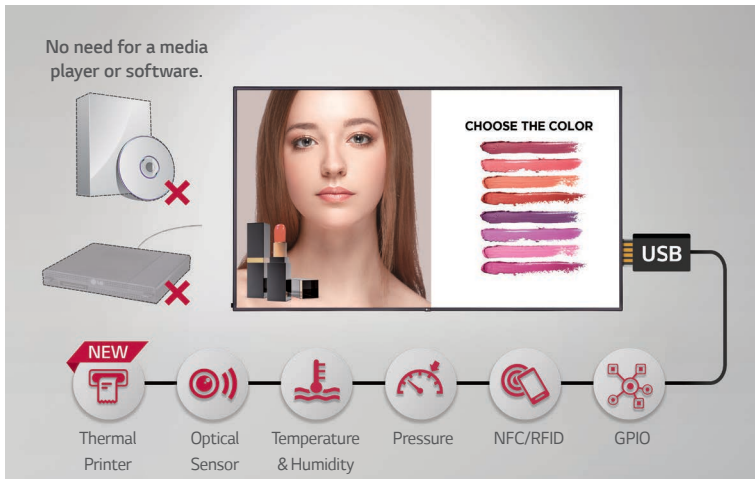 No need for a media
player or software.
CHOOSE THE COLOR
USB
NEW
Thermal
Printer
Optical
Sensor
Temperature
& Humidity
Pressure
NFC/RFID
GPIO